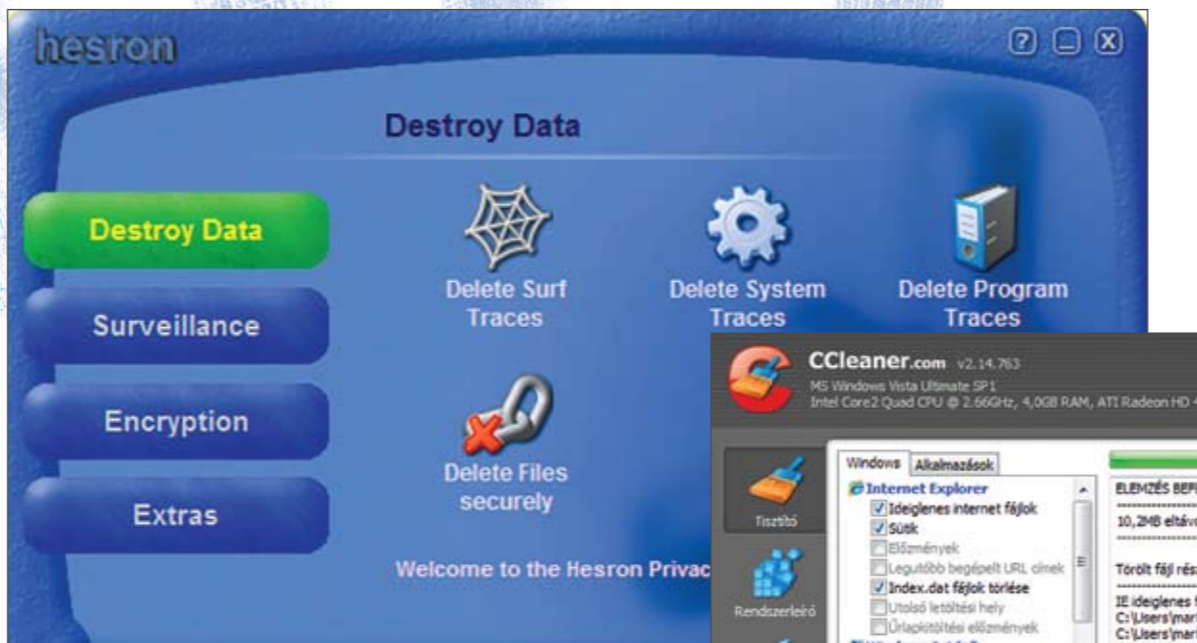 hesron
Destroy Data
Destroy Data
Surveillance
Encryption
Extras
Delete Surf
Traces
Delete System
Traces
Delete Program
Traces
Delete Files
securely
Welcome to the Hesron Privac
CCleaner.com v2.14.763
MS Windows Vista Ultimate SP1
Intel Core2 Quad CPU @ 2.66GHz, 4,0GB RAM, ATI Radeon HD 4
Tisztító
Rendszerleíró
Windows
Alkalmazások
Internet Explorer
Ideiglenes internet fájlok
Sütik
Előzmények
Legutóbb begépelt URL címek
Index.dat fájlok törlése
Utolsó letöltési hely
Űrlapkitöltési előzmények
ELEMZÉS BEF
10,2MB eltávo
Törölt fájl rész
IE ideiglenes f
C:\Users\mar
C:\Users\mar